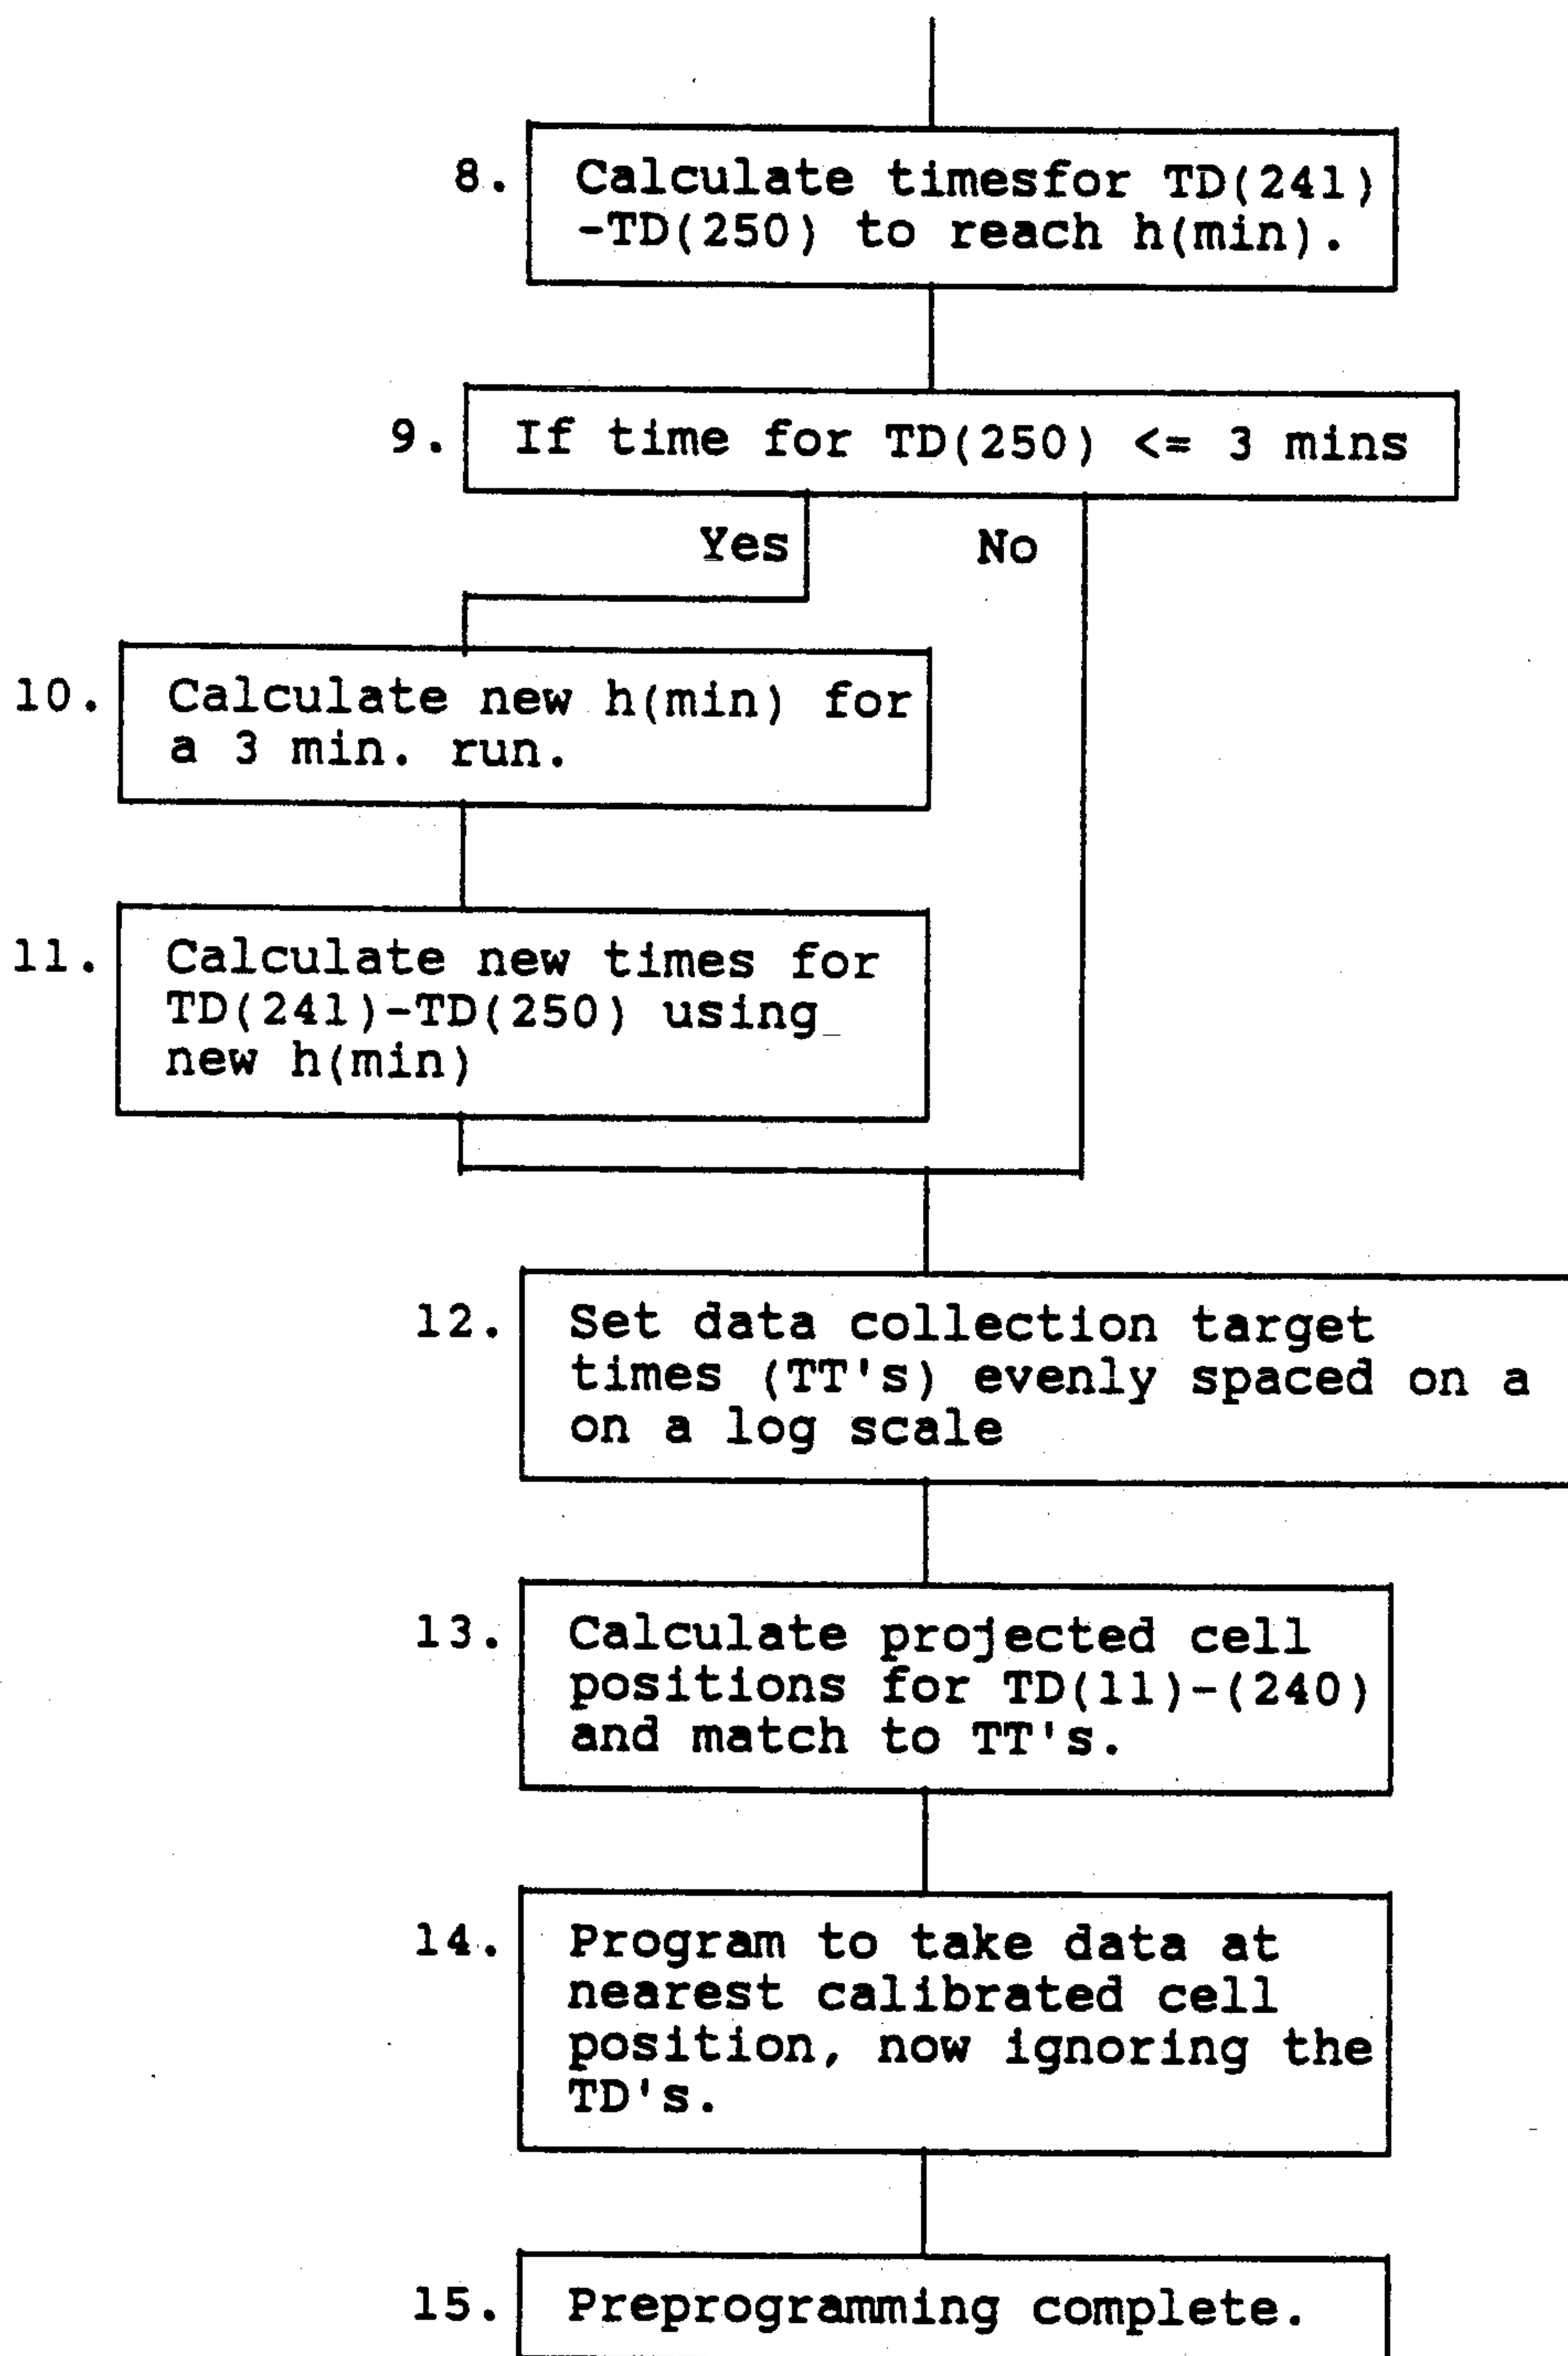 8. Calculate timesfor TD(241)
-TD(250) to reach h(min).
9. If time for TD(250) <= 3 mins
Yes No
10. Calculate new h(min) for
a 3 min. run.
11. Calculate new times for
TD(241)-TD(250) using
new h(min)
12. Set data collection target
times (TT's) evenly spaced on a
on a log scale
13. Calculate projected cell
positions for TD(11)-(240)
and match to TT's.
14. Program to take data at
nearest calibrated cell
position, now ignoring the
TD's.
15. Preprogramming complete.